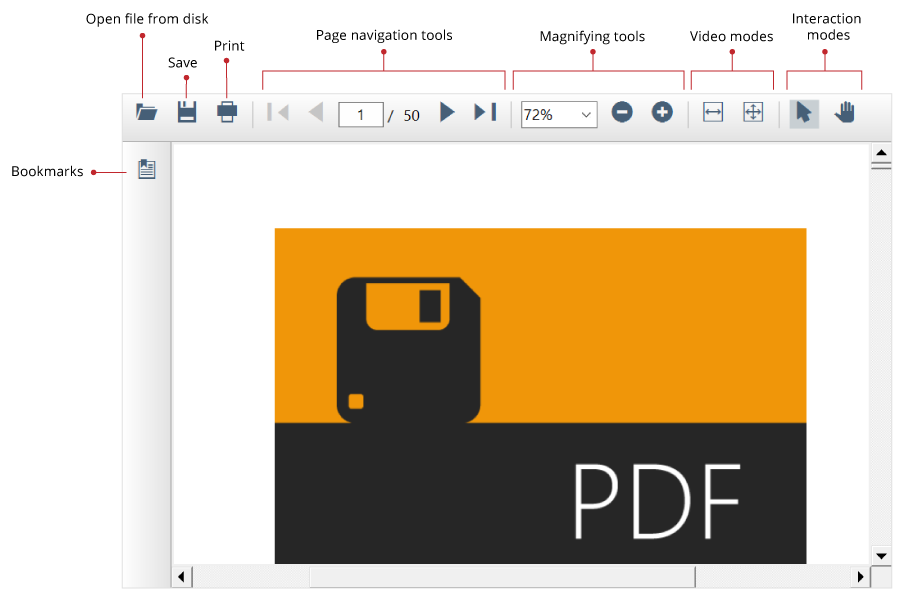 Open file from disk
Save
Print
Page navigation tools
Magnifying tools
Video modes
Interaction
modes
1 / 50
72%
Bookmarks
PDF